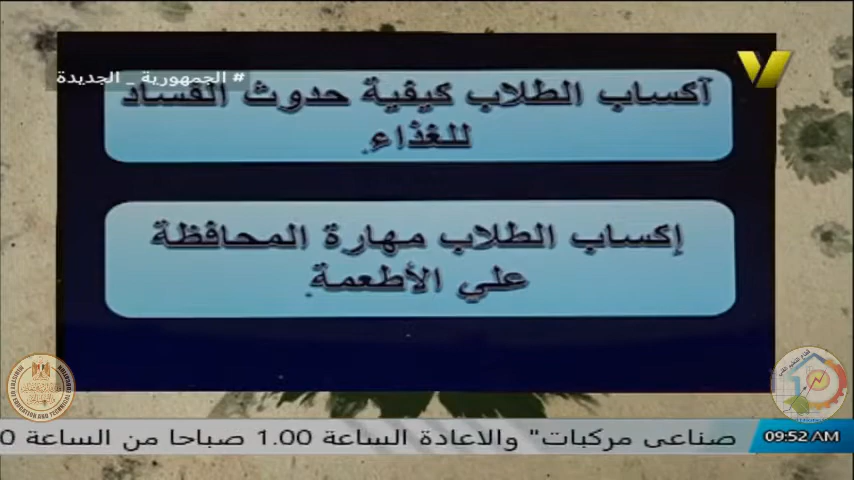 # الجمهورية _ الجديدة
آكساب الطلاب كيفية حدوث الفساد
للغذاء.
إكساب الطلاب مهارة المحافظة
علي الأطعمة.
صناعى مركبات" والاعادة الساعة 1.00 صباحا من الساعة 0
09:52 AM